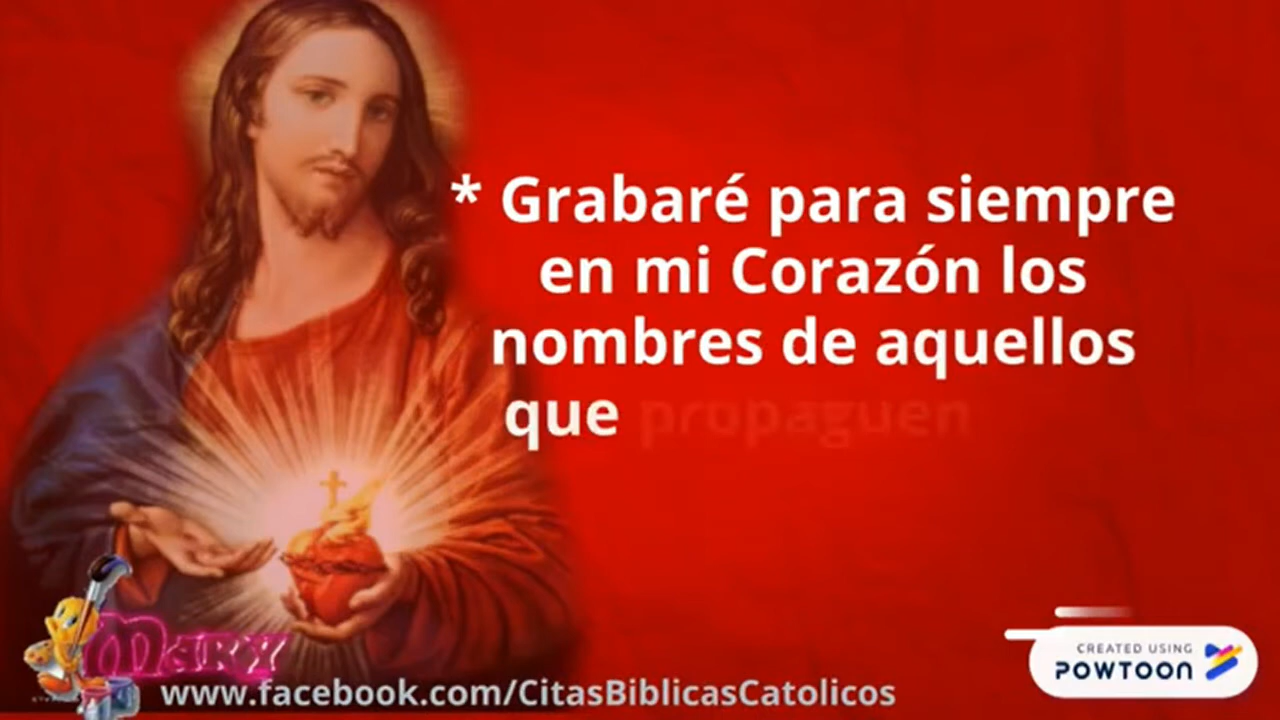 * Grabaré para siempre
en mi Corazón los
nombres de aquellos
que propaguen
Mary
www.facebook.com/CitasBiblicasCatolicos
CREATED USING
POWTOON